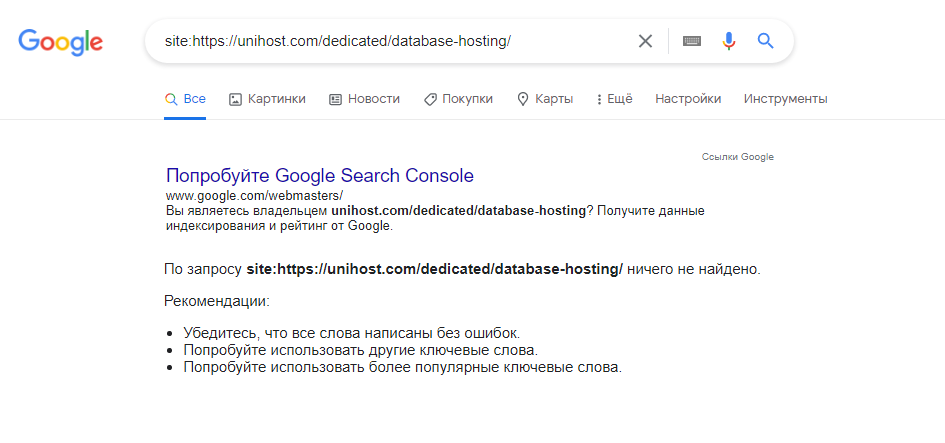 Google
site:https://unihost.com/dedicated/database-hosting/
Все
Картинки
Новости
Покупки
Карты
Ещё
Настройки
Инструменты
Ссылки Google
Попробуйте Google Search Console
www.google.com/webmasters/
Вы являетесь владельцем unihost.com/dedicated/database-hosting? Получите данные
индексирования и рейтинг от Google.
По запросу site:https://unihost.com/dedicated/database-hosting/ ничего не найдено.
Рекомендации:
Убедитесь, что все слова написаны без ошибок.
Попробуйте использовать другие ключевые слова.
Попробуйте использовать более популярные ключевые слова.